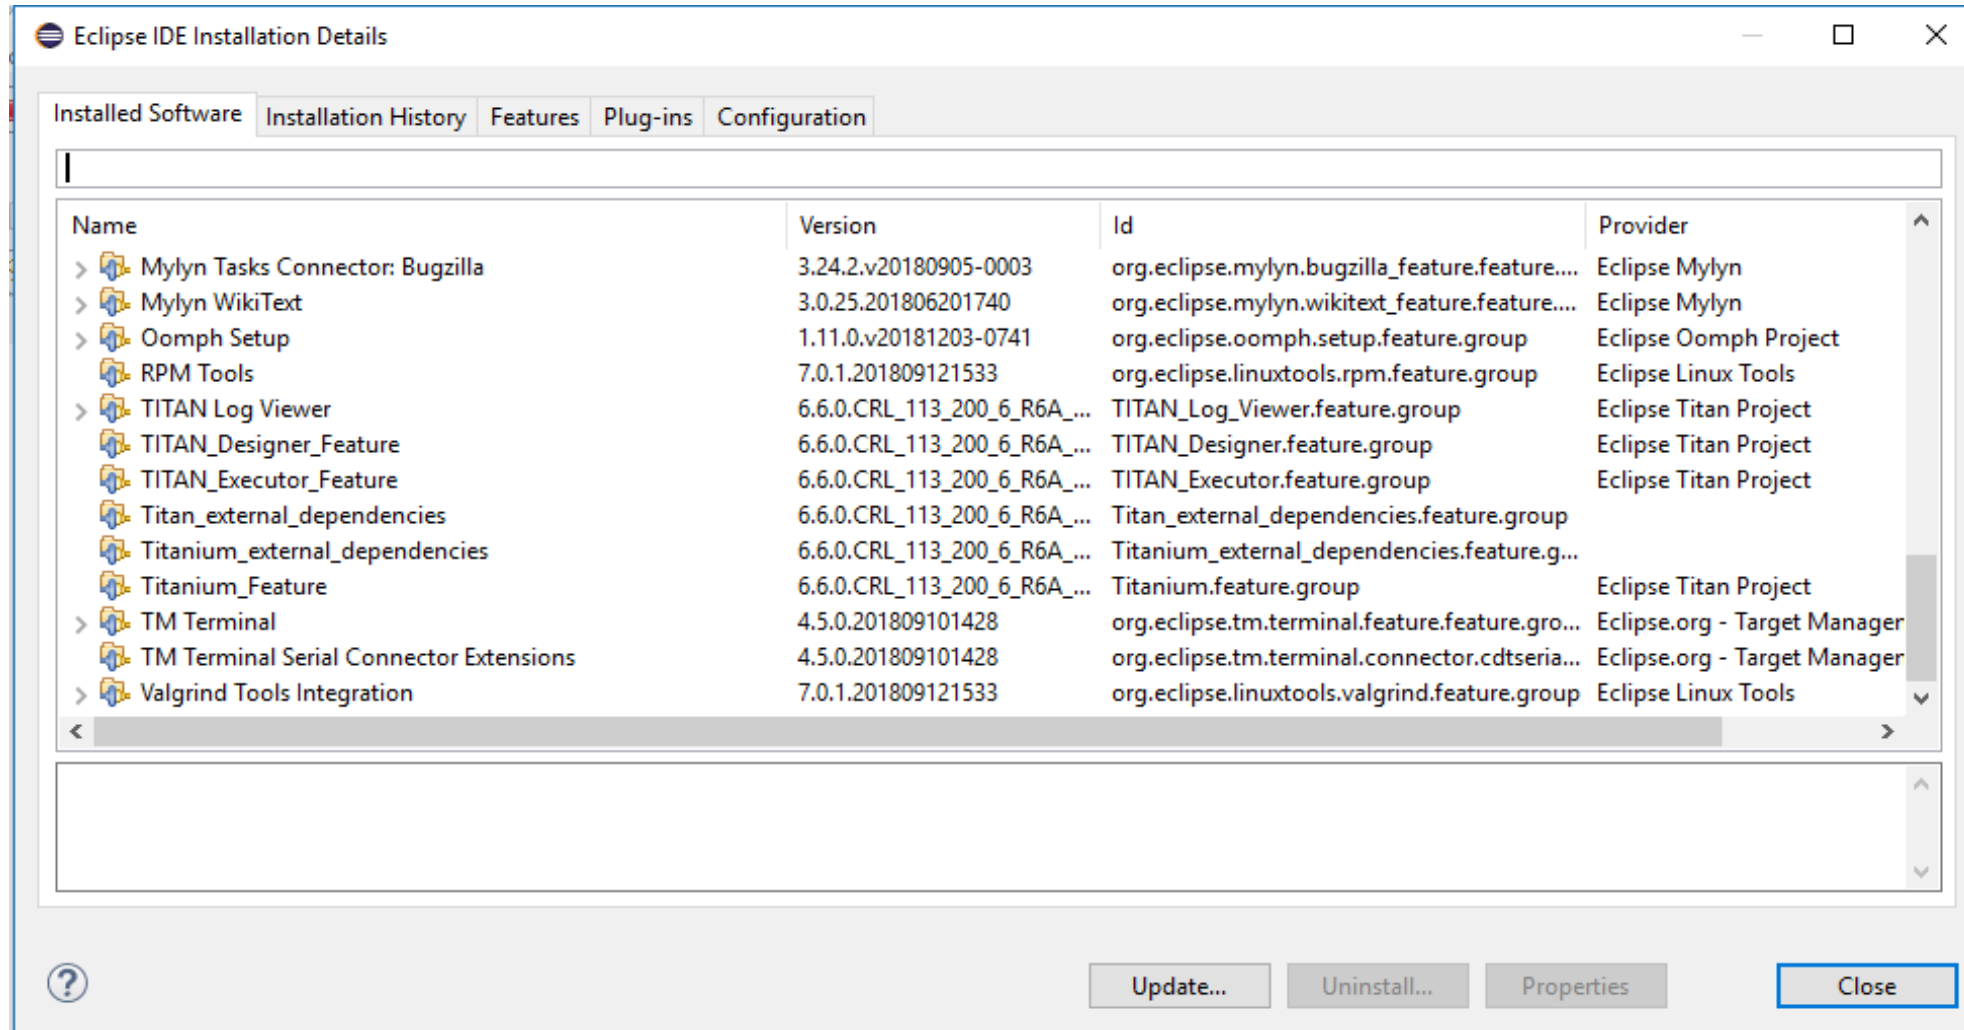 Eclipse IDE Installation Details
Installed Software Installation History Features Plug-ins Configuration
Name Version Id Provider
Mylyn Tasks Connector: Bugzilla 3.24.2.v20180905-0003 org.eclipse.mylyn.bugzilla_feature.feature.... Eclipse Mylyn
Mylyn WikiText 3.0.25.201806201740 org.eclipse.mylyn.wikitext_feature.feature.... Eclipse Mylyn
Oomph Setup 1.11.0.v20181203-0741 org.eclipse.oomph.setup.feature.group Eclipse Oomph Project
RPM Tools 7.0.1.201809121533 org.eclipse.linuxtools.rpm.feature.group Eclipse Linux Tools
TITAN Log Viewer 6.6.0.CRL_113_200_6_R6A_... TITAN_Log_Viewer.feature.group Eclipse Titan Project
TITAN_Designer_Feature 6.6.0.CRL_113_200_6_R6A_... TITAN_Designer.feature.group Eclipse Titan Project
TITAN_Executor_Feature 6.6.0.CRL_113_200_6_R6A_... TITAN_Executor.feature.group Eclipse Titan Project
Titan_external_dependencies 6.6.0.CRL_113_200_6_R6A_... Titan_external_dependencies.feature.group
Titanium_external_dependencies 6.6.0.CRL_113_200_6_R6A_... Titanium_external_dependencies.feature.g...
Titanium_Feature 6.6.0.CRL_113_200_6_R6A_... Titanium.feature.group Eclipse Titan Project
TM Terminal 4.5.0.201809101428 org.eclipse.tm.terminal.feature.feature.gro... Eclipse.org - Target Manager
TM Terminal Serial Connector Extensions 4.5.0.201809101428 org.eclipse.tm.terminal.connector.cdtseria... Eclipse.org - Target Manager
Valgrind Tools Integration 7.0.1.201809121533 org.eclipse.linuxtools.valgrind.feature.group Eclipse Linux Tools
? Update... Uninstall... Properties Close